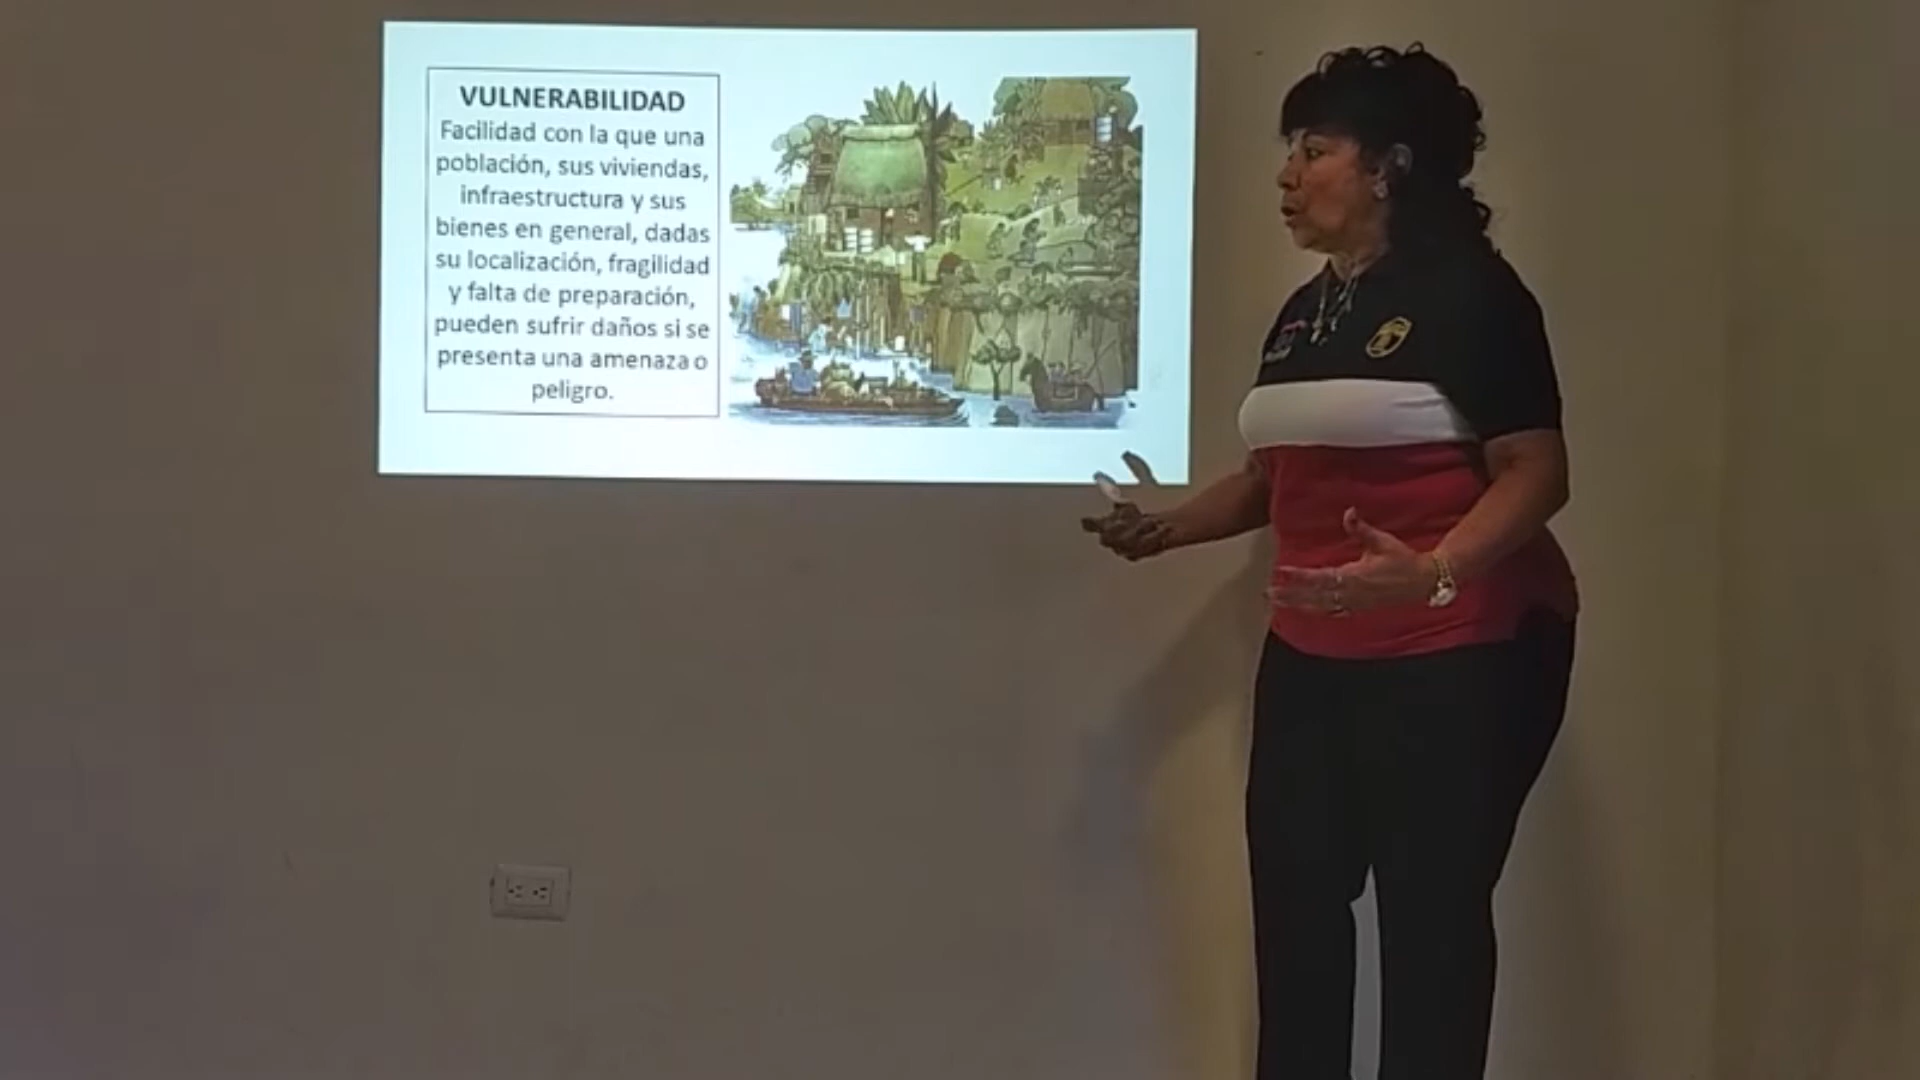 VULNERABILIDAD
Facilidad con la que una
población, sus viviendas,
infraestructura y sus
bienes en general, dadas
su localización, fragilidad
y falta de preparación,
pueden sufrir daños si se
presenta una amenaza o
peligro.